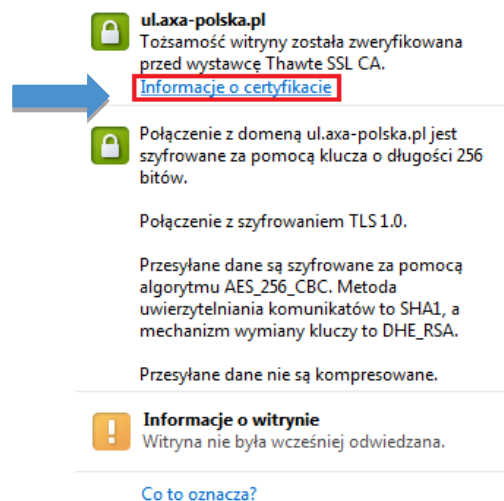 ul.axa-polska.pl
Tożsamość witryny została zweryfikowana
przed wystawcę Thawte SSL CA.
Informacje o certyfikacie
Połączenie z domeną ul.axa-polska.pl jest
szyfrowane za pomocą klucza o długości 256
bitów.
Połączenie z szyfrowaniem TLS 1.0.
Przesyłane dane są szyfrowane za pomocą
algorytmu AES_256_CBC. Metoda
uwierzytelniania komunikatów to SHA1, a
mechanizm wymiany kluczy to DHE_RSA.
Przesyłane dane nie są kompresowane.
Informacje o witrynie
Witryna nie była wcześniej odwiedzana.
Co to oznacza?